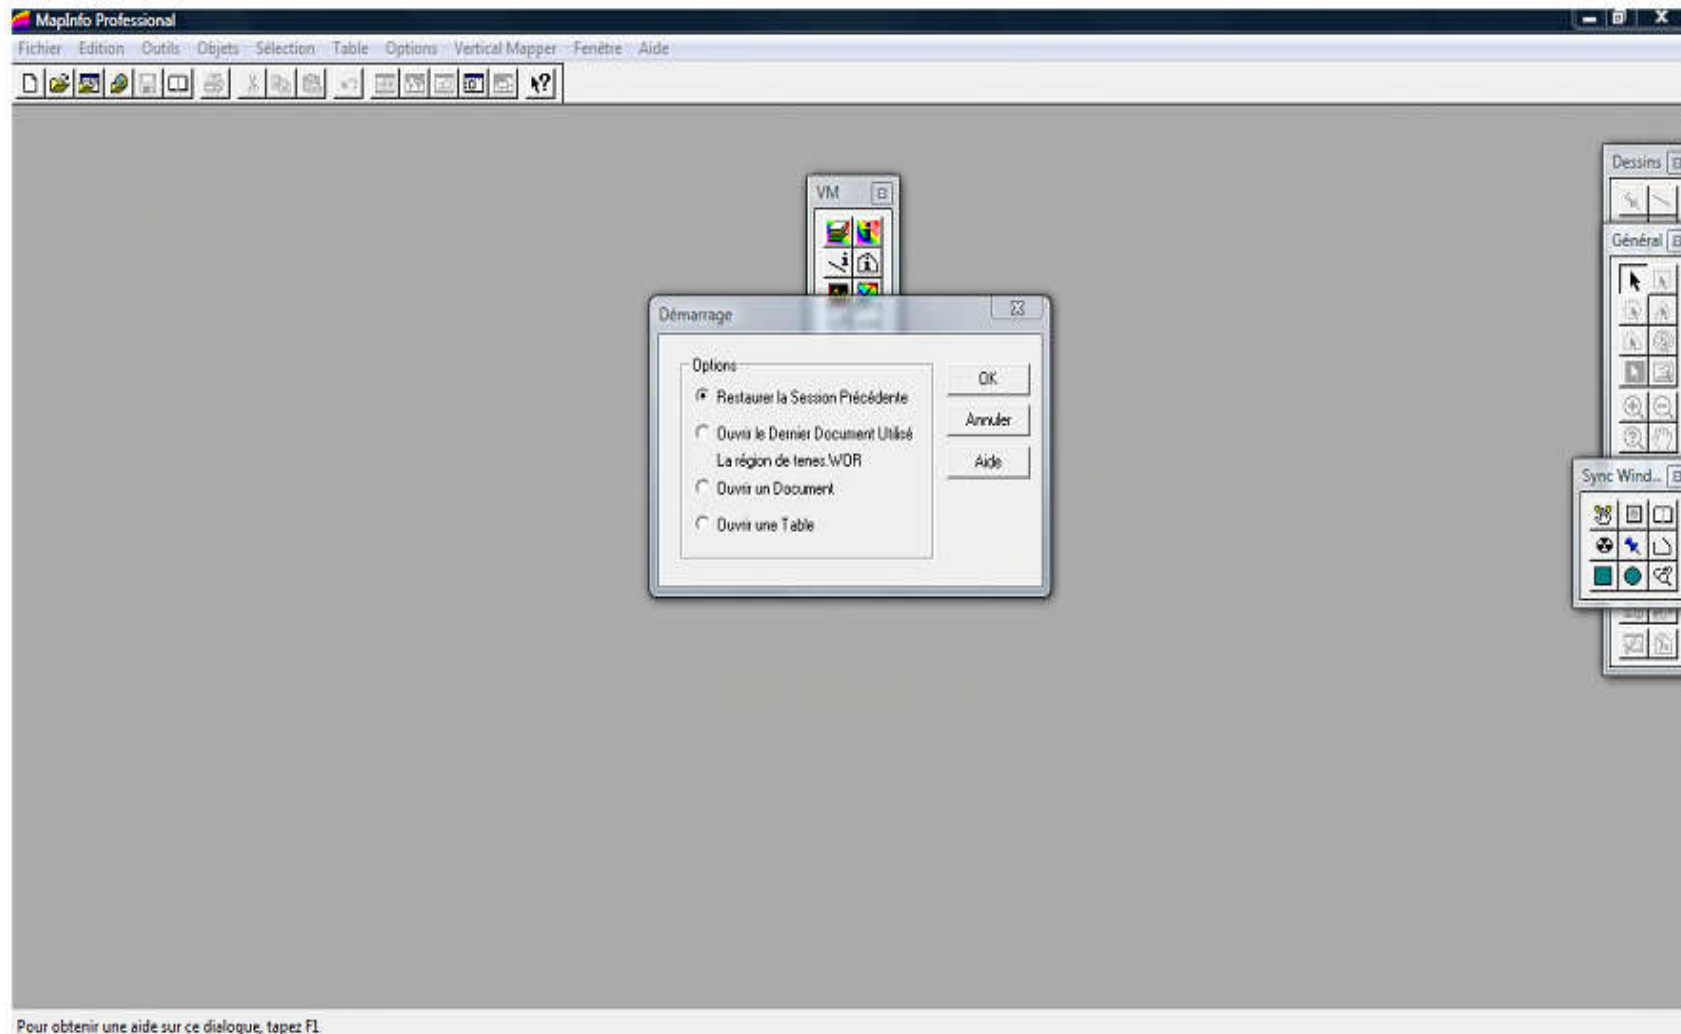 MapInfo Professional
Fichier Edition Outils Objets Sélection Table Options Vertical Mapper Fenêtre Aide
VM
Dessins
Général
Démarrage
Options
Restaurer la Session Précédente
Ouvrir le Dernier Document Utilisé
La région de tenes.WOR
Ouvrir un Document
Ouvrir une Table
OK
Annuler
Aide
Sync Wind...
Pour obtenir une aide sur ce dialogue, tapez F1